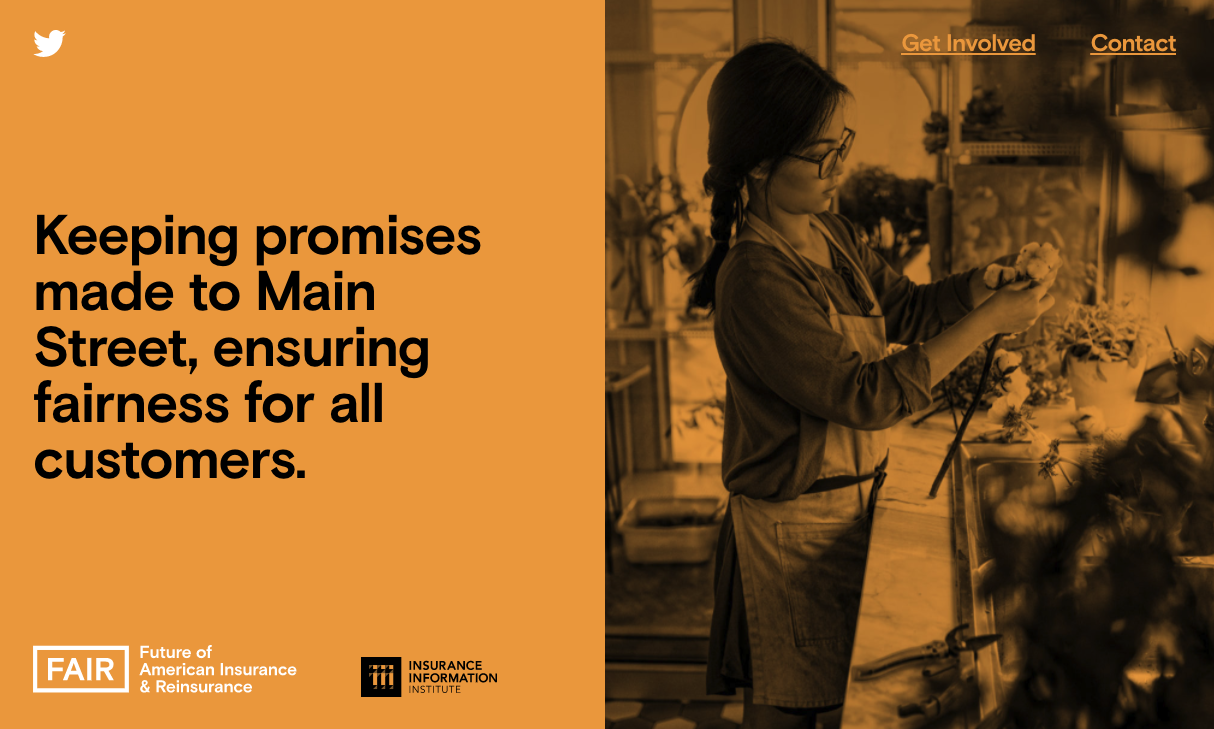 Get Involved
Contact
Keeping promises
made to Main
Street, ensuring
fairness for all
customers.
FAIR
Future of
American Insurance
& Reinsurance
INSURANCE
INFORMATION
INSTITUTE